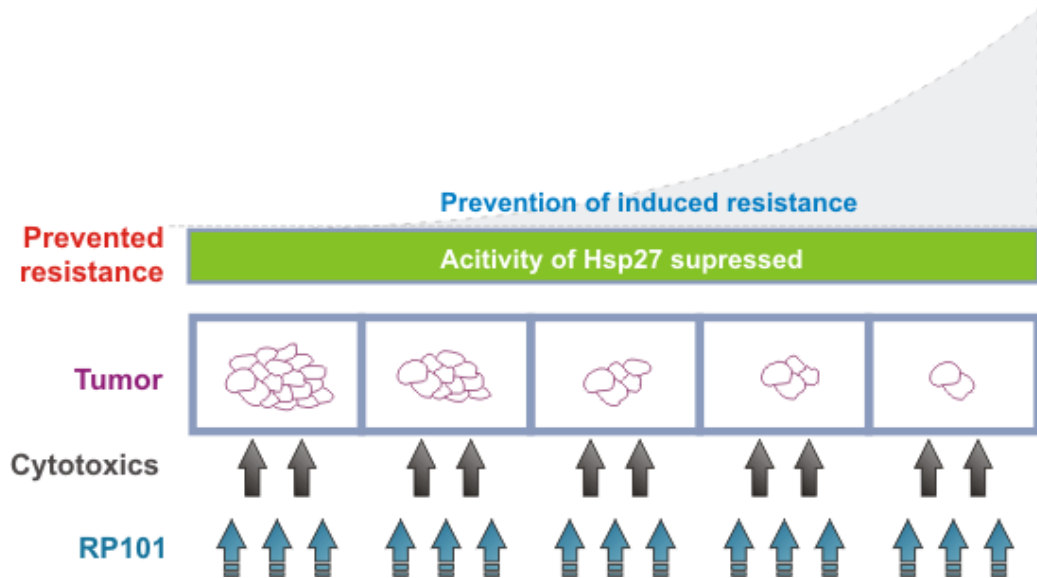 Prevention of induced resistance
Prevented
resistance
Acitivity of Hsp27 supressed
Tumor
Cytotoxics
RP101